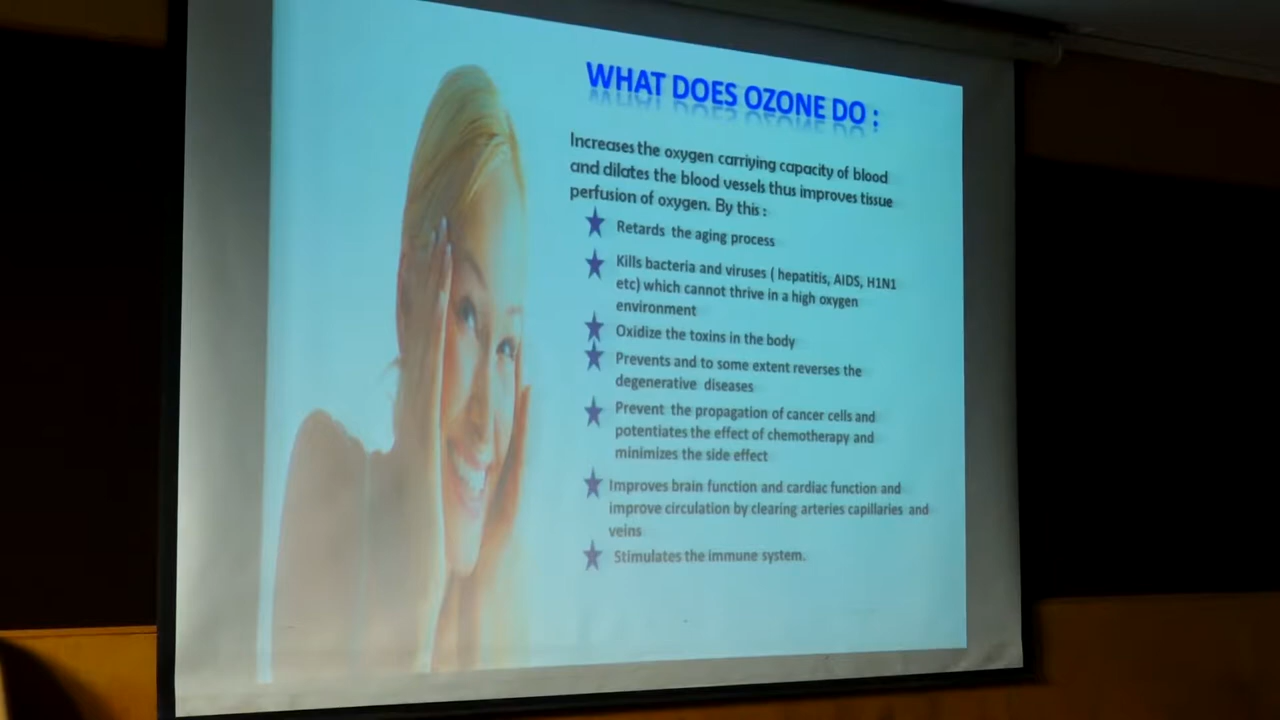 WHAT DOES OZONE DO :
Increases the oxygen carriying capacity of blood
and dilates the blood vessels thus improves tissue
perfusion of oxygen. By this :
Retards the aging process
Kills bacteria and viruses ( hepatitis, AIDS, H1N1
etc) which cannot thrive in a high oxygen
environment
Oxidize the toxins in the body
Prevents and to some extent reverses the
degenerative diseases
Prevent the propagation of cancer cells and
potentiates the effect of chemotherapy and
minimizes the side effect
Improves brain function and cardiac function and
improve circulation by clearing arteries capillaries and
veins
Stimulates the immune system.